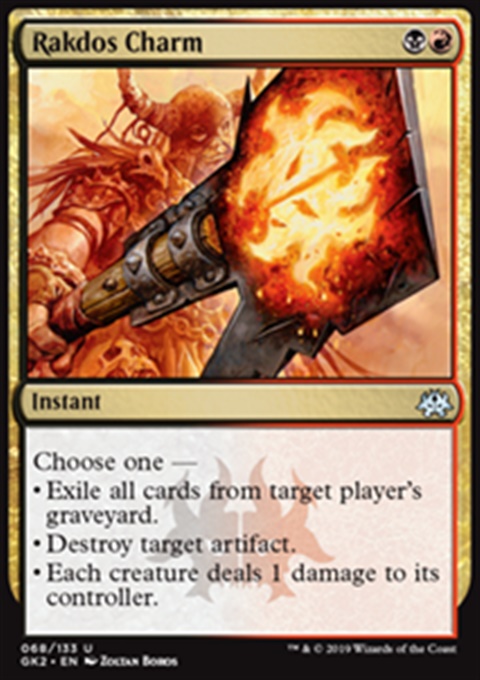 Rakdos Charm
Instant
Choose one —
• Exile all cards from target player's
graveyard.
• Destroy target artifact.
• Each creature deals 1 damage to its
controller.
068/133 U
GK2 • EN Zoltan Boros
™ & © 2019 Wizards of the Coast